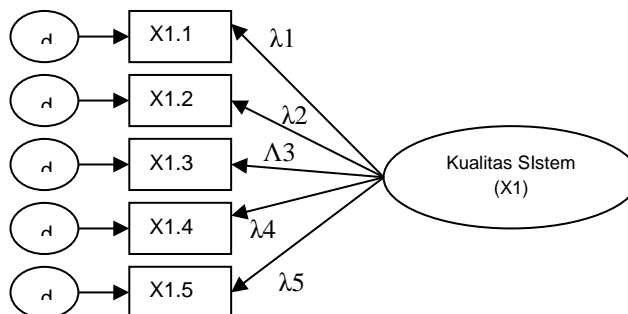 d
X1.1
λ1
d
X1.2
λ2
d
X1.3
Λ3
Kualitas SIstem
(X1)
d
X1.4
λ4
d
X1.5
λ5